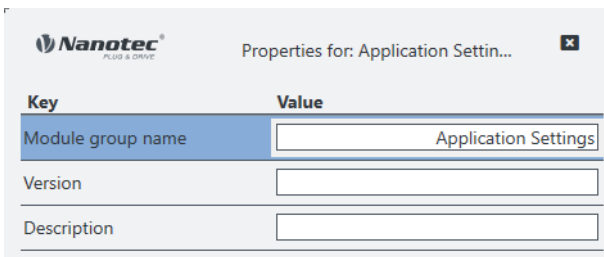 Nanotec®
PLUG & DRIVE
Properties for: Application Settin...
Key Value
Module group name Application Settings
Version
Description